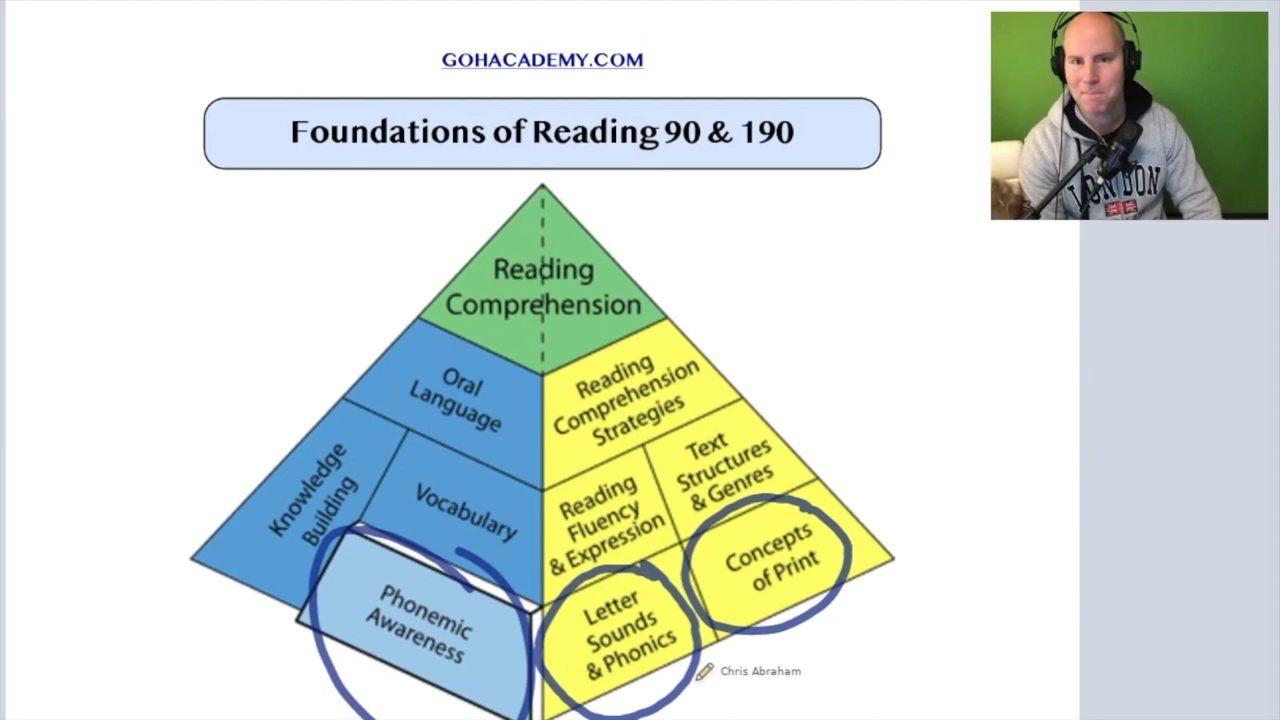 GOHACADEMY.COM
Foundations of Reading 90 & 190
Reading
Comprehension
Oral
Language
Reading
Comprehension
Strategies
Knowledge
Building
Vocabulary
Reading
Fluency
& Expression
Text
Structures
& Genres
Phonemic
Awareness
Letter
Sounds
& Phonics
Concepts
of Print
Chris Abraham
LONDON